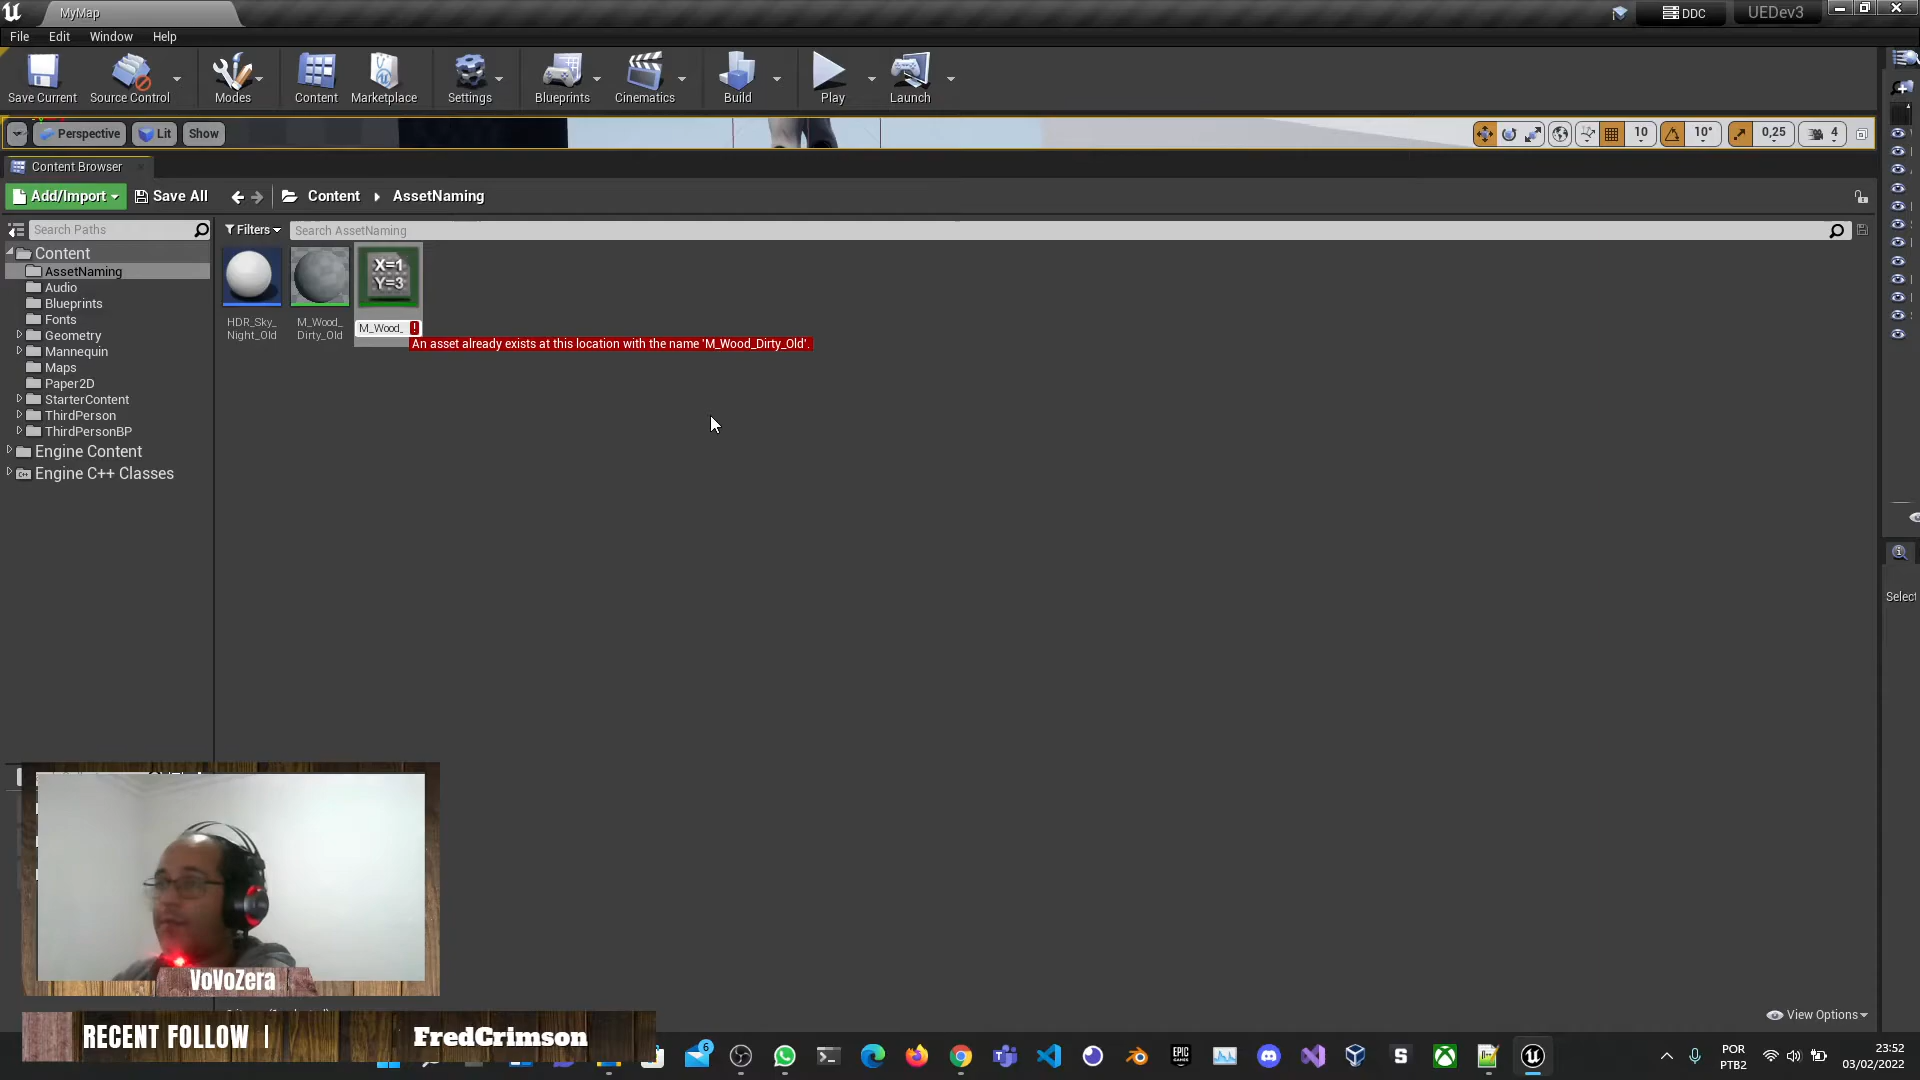 MyMap
DDC
UEDev3
File Edit Window Help
Save Current
Source Control
Modes
Content
Marketplace
Settings
Blueprints
Cinematics
Build
Play
Launch
Perspective
Lit
Show
10
10°
0,25
4
Content Browser
Add/Import
Save All
Content
AssetNaming
Search Paths
Filters
Search AssetNaming
Content
AssetNaming
Audio
Blueprints
Fonts
Geometry
Mannequin
Maps
Paper2D
StarterContent
ThirdPerson
ThirdPersonBP
Engine Content
Engine C++ Classes
HDR_Sky_
Night_Old
M_Wood_
Dirty_Old
X=1
Y=3
M_Wood_
!
An asset already exists at this location with the name 'M_Wood_Dirty_Old'.
Select
View Options
VoVoZera
RECENT FOLLOW |
FredCrimson
6
EPIC
GAMES
S
POR
PTB2
23:52
03/02/2022